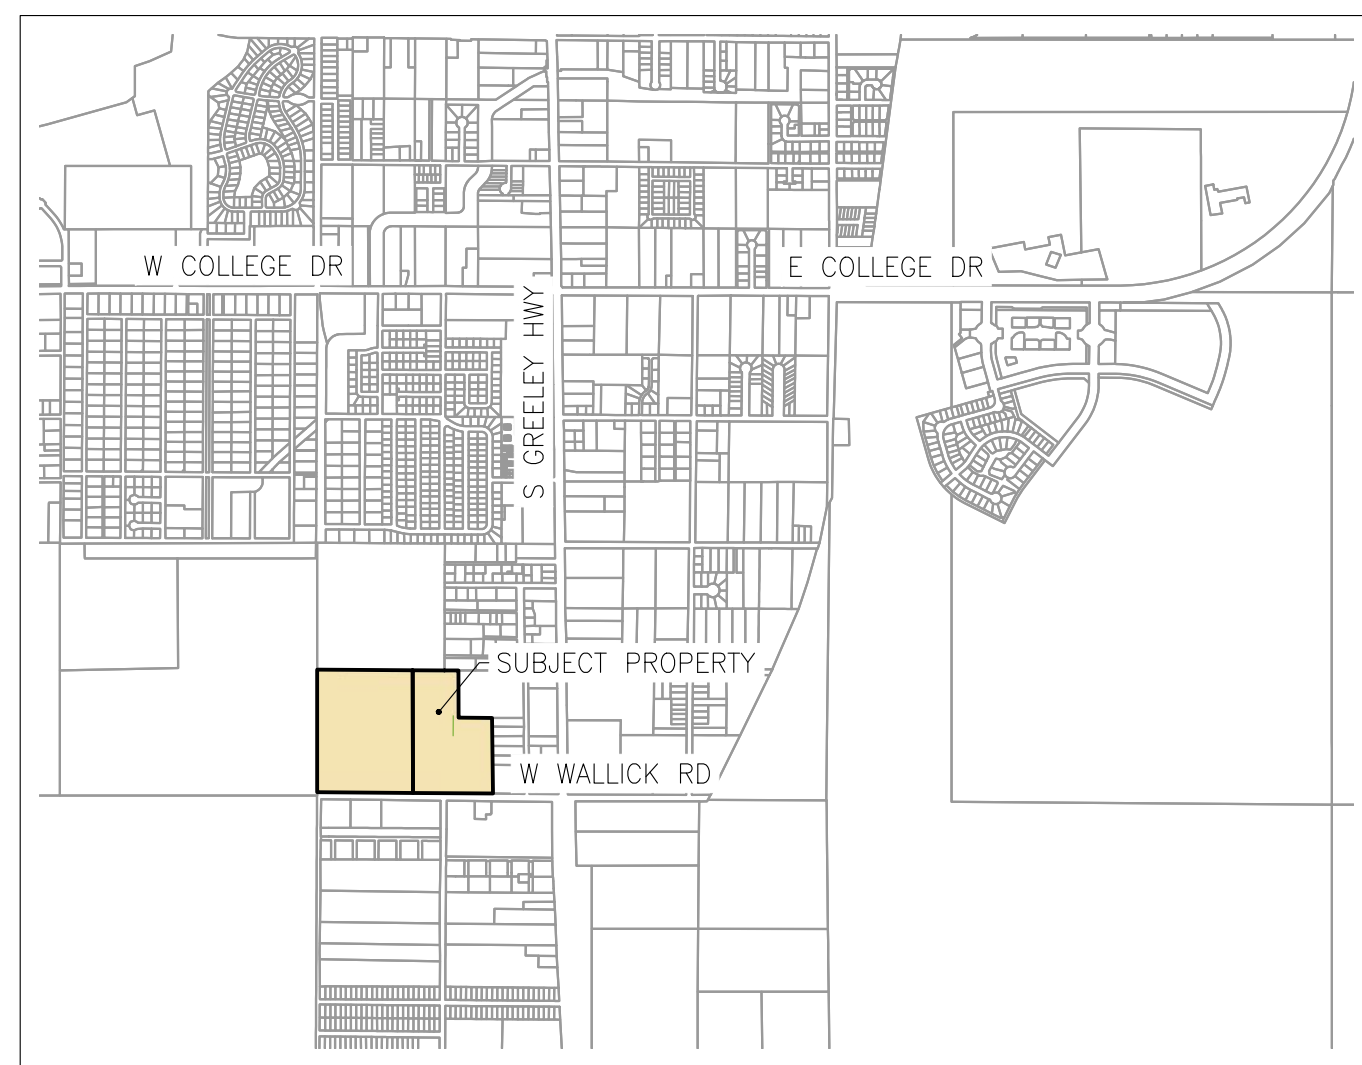 W COLLEGE DR
E COLLEGE DR
S GREELEY HWY
SUBJECT PROPERTY
W WALLICK RD